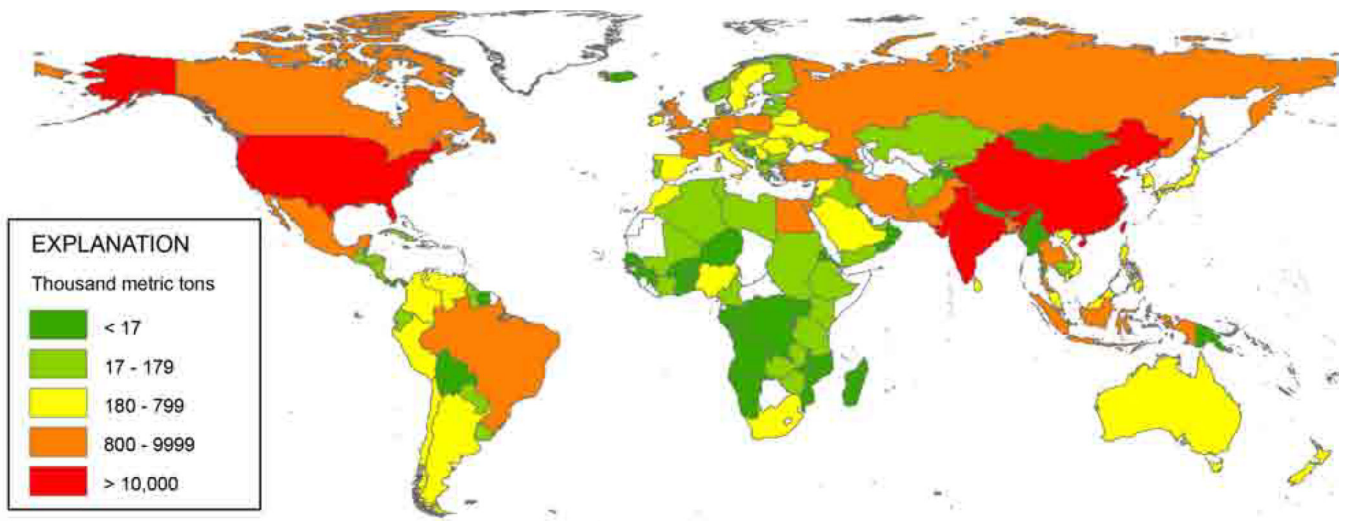 EXPLANATION
Thousand metric tons
< 17
17 - 179
180 - 799
800 - 9999
> 10,000